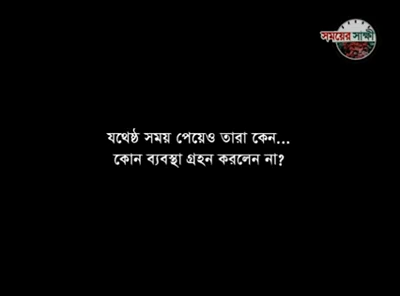 সময়ের সাক্ষী
যথেষ্ঠ সময় পেয়েও তারা কেন...
কোন ব্যবস্থা গ্রহন করলেন না?